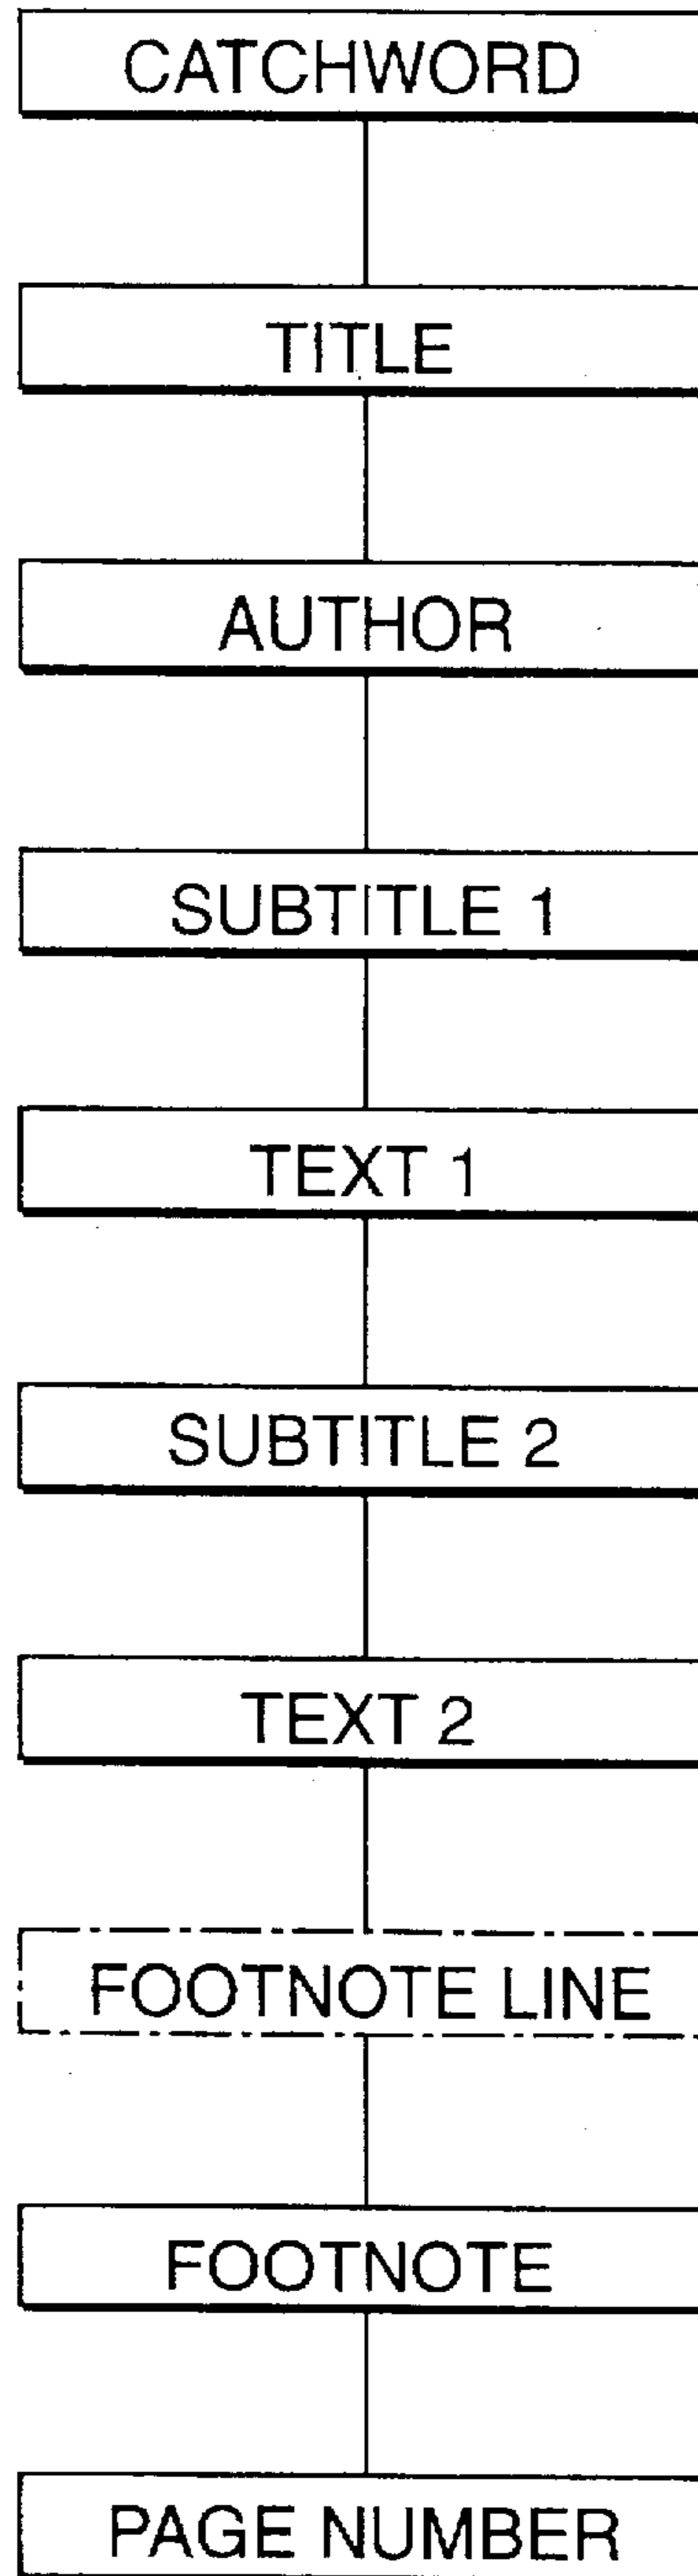 CATCHWORD
TITLE
AUTHOR
SUBTITLE 1
TEXT 1
SUBTITLE 2
TEXT 2
FOOTNOTE LINE
FOOTNOTE
PAGE NUMBER